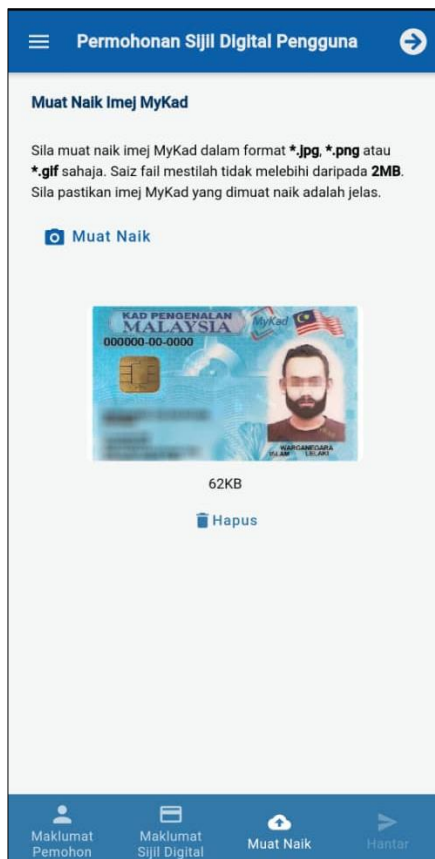 Permohonan Sijil Digital Pengguna
Muat Naik Imej MyKad
Sila muat naik imej MyKad dalam format *.jpg, *.png atau
*.gif sahaja. Saiz fail mestilah tidak melebihi daripada 2MB.
Sila pastikan imej MyKad yang dimuat naik adalah jelas.
Muat Naik
KAD PENGENALAN
MALAYSIA
MyKad
000000-00-0000
WARGANEGARA
ISLAM LELAKI
62KB
Hapus
Maklumat Pemohon
Maklumat Sijil Digital
Muat Naik
Hantar